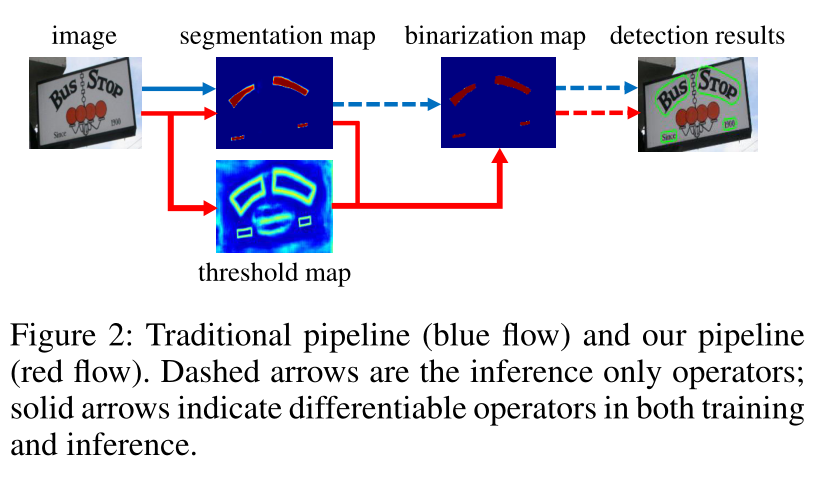 image segmentation map binarization map detection results
Bus STOP
Since 1900
Bus STOP
Since 1900
threshold map
Figure 2: Traditional pipeline (blue flow) and our pipeline
(red flow). Dashed arrows are the inference only operators;
solid arrows indicate differentiable operators in both training
and inference.